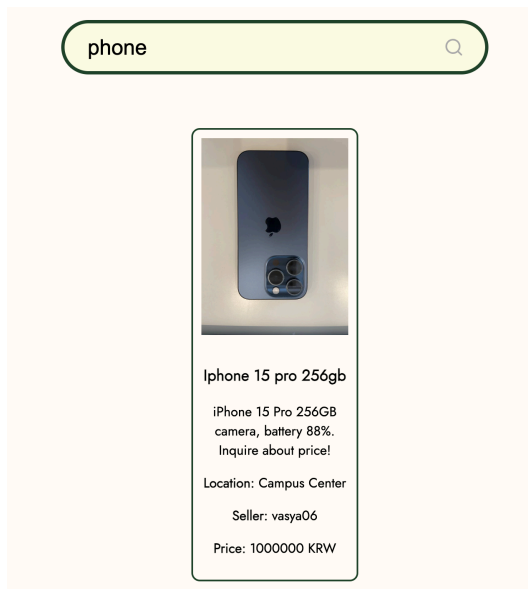 phone
Iphone 15 pro 256gb
iPhone 15 Pro 256GB
camera, battery 88%.
Inquire about price!
Location: Campus Center
Seller: vasya06
Price: 1000000 KRW